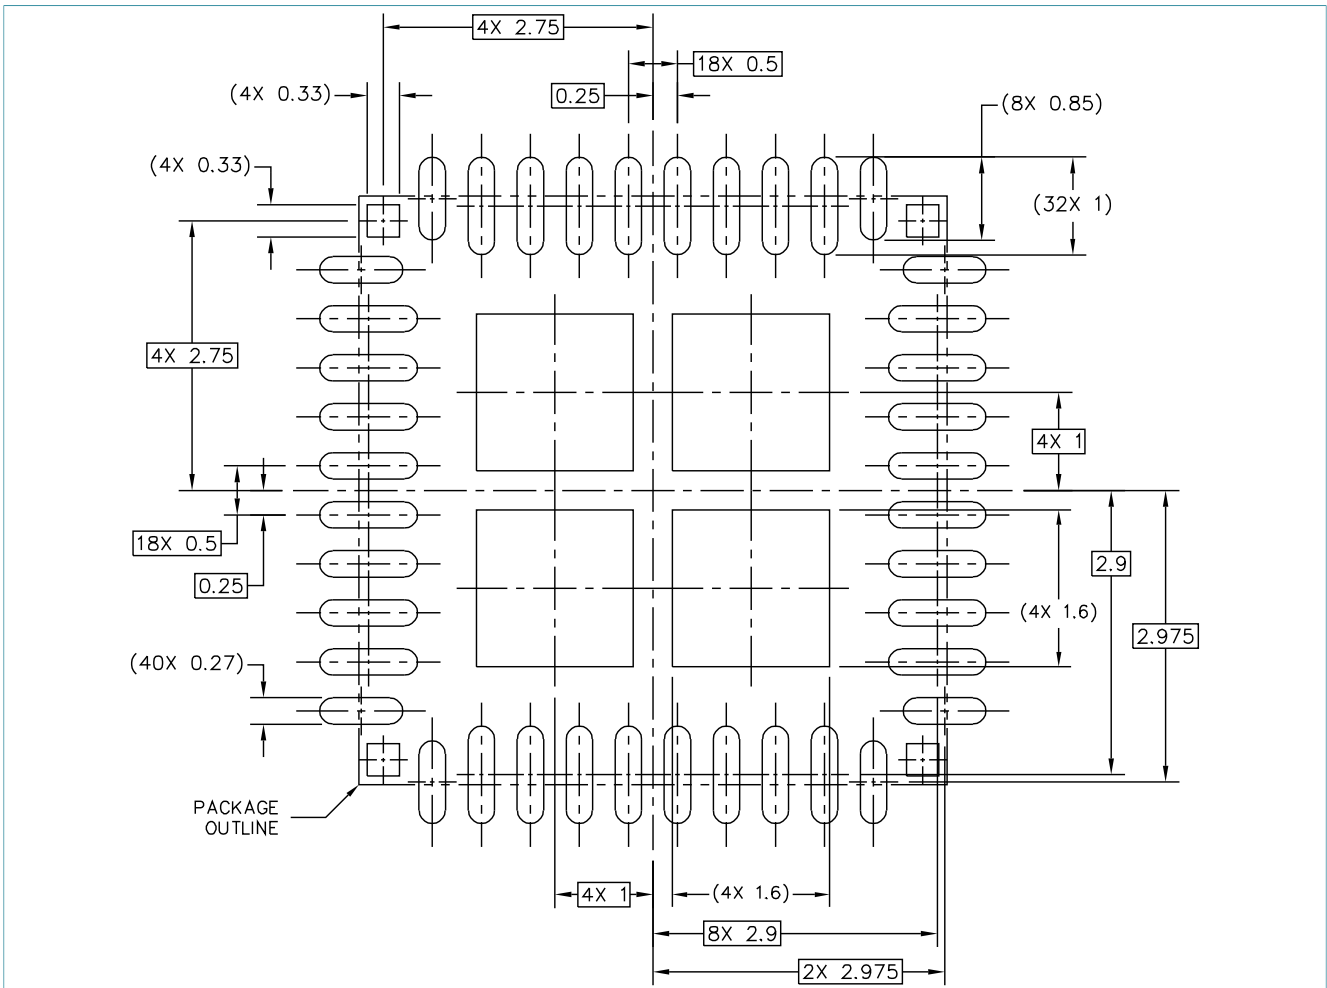 4X 2.75
18X 0.5
(4X 0.33)
0.25
(8X 0.85)
(4X 0.33)
(32X 1)
4X 2.75
4X 1
18X 0.5
2.9
0.25
(4X 1.6)
2.975
(40X 0.27)
PACKAGE
OUTLINE
4X 1
(4X 1.6)
8X 2.9
2X 2.975